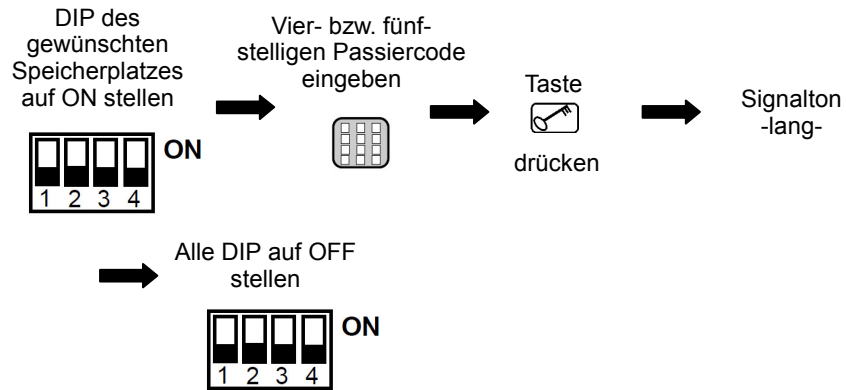 DIP des
gewünschten
Speicherplatzes
auf ON stellen
ON
1 2 3 4
Vier- bzw. fünf-
stelligen Passiercode
eingeben
Taste
drücken
Signalton
-lang-
Alle DIP auf OFF
stellen
ON
1 2 3 4